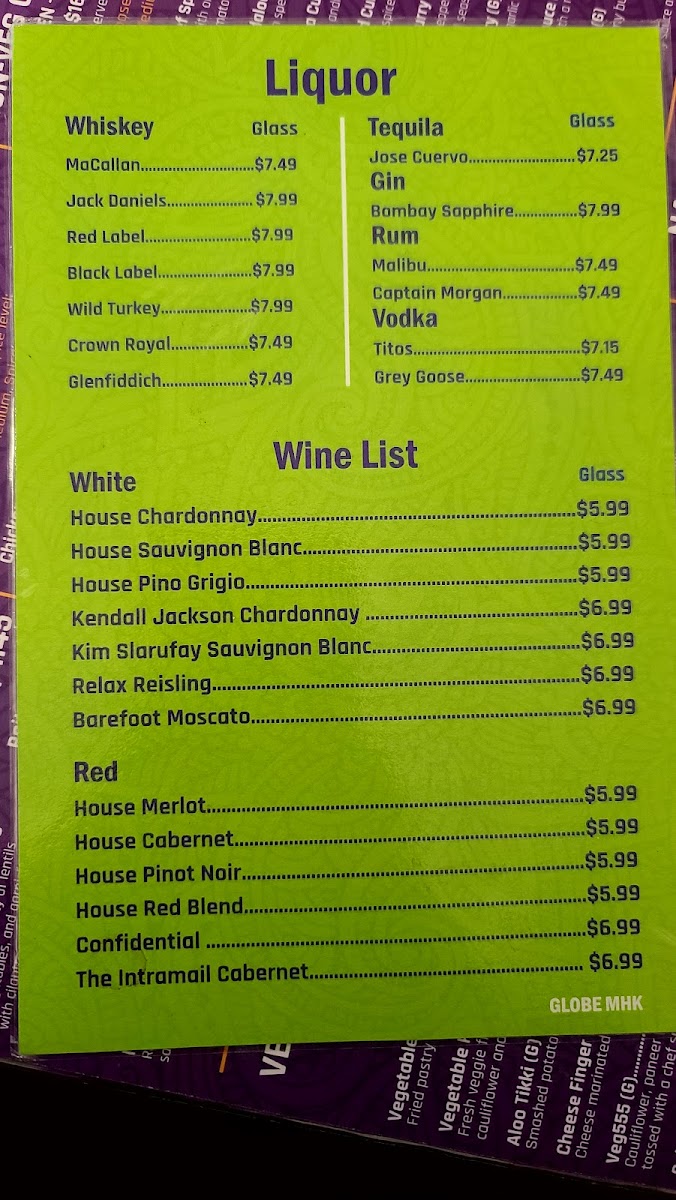 Liquor
Whiskey Glass
MaCallan............................$7.49
Jack Daniels..................... $7.99
Red Label..........................$7.99
Black Label.......................$7.99
Wild Turkey......................$7.99
Crown Royal...................$7.49
Glenfiddich.....................$7.49
Tequila Glass
Jose Cuervo..........................$7.25
Gin
Bombay Sapphire...............$7.99
Rum
Malibu....................................$7.49
Captain Morgan..................$7.49
Vodka
Titos.........................................$7.15
Grey Goose............................$7.49
Wine List
White Glass
House Chardonnay.................................................................$5.99
House Sauvignon Blanc........................................................$5.99
House Pino Grigio....................................................................$5.99
Kendall Jackson Chardonnay ...........................................$6.99
Kim Slarufay Sauvignon Blanc..........................................$6.99
Relax Reisling...........................................................................$6.99
Barefoot Moscato...................................................................$6.99
Red
House Merlot............................................................................$5.99
House Cabernet.......................................................................$5.99
House Pinot Noir.....................................................................$5.99
House Red Blend.....................................................................$5.99
Confidential ............................................................................$6.99
The Intramail Cabernet....................................................... $6.99
GLOBE MHK
Vegetable
Fried pastry
Vegetable
Fresh veggie
cauliflower and
Aloo Tikki (G)
Smashed potato
Cheese Finger
Cheese marinated
Veg555 (G)
Cauliflower, paneer
tossed with a chef